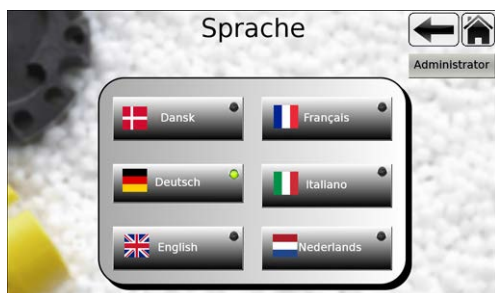 Sprache
Administrator
Dansk
Français
Deutsch
Italiano
English
Nederlands